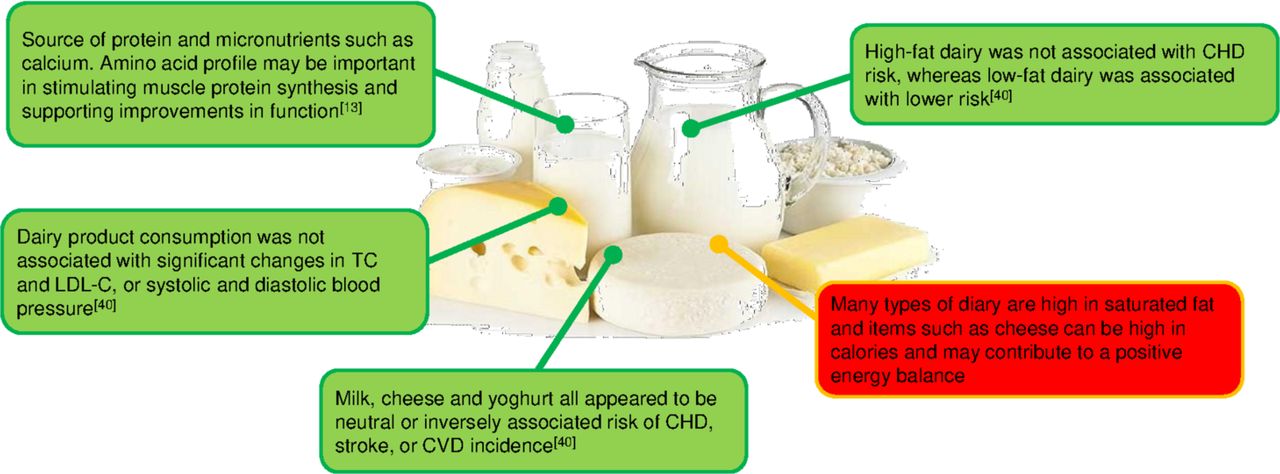 Source of protein and micronutrients such as
calcium. Amino acid profile may be important
in stimulating muscle protein synthesis and
supporting improvements in function[13]
High-fat dairy was not associated with CHD
risk, whereas low-fat dairy was associated
with lower risk[40]
Dairy product consumption was not
associated with significant changes in TC
and LDL-C, or systolic and diastolic blood
pressure[40]
Many types of diary are high in saturated fat
and items such as cheese can be high in
calories and may contribute to a positive
energy balance
Milk, cheese and yoghurt all appeared to be
neutral or inversely associated risk of CHD,
stroke, or CVD incidence[40]